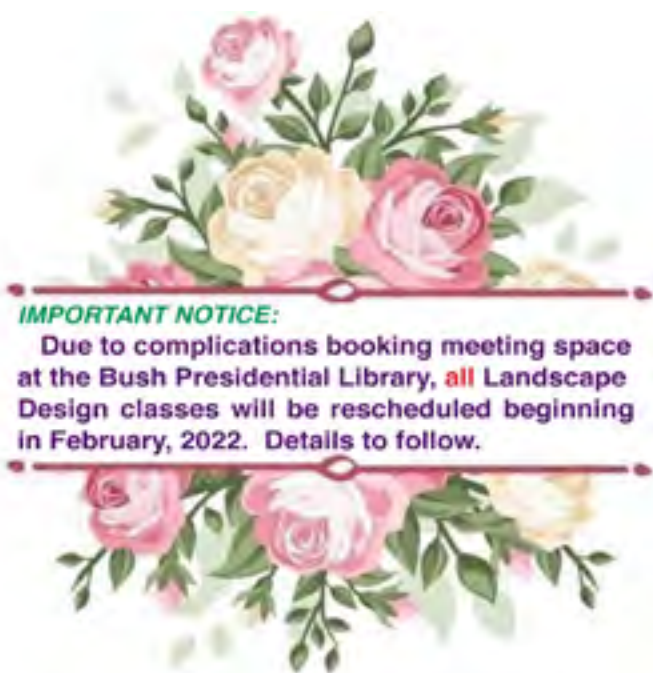 IMPORTANT NOTICE:
Due to complications booking meeting space
at the Bush Presidential Library, all Landscape
Design classes will be rescheduled beginning
in February, 2022. Details to follow.